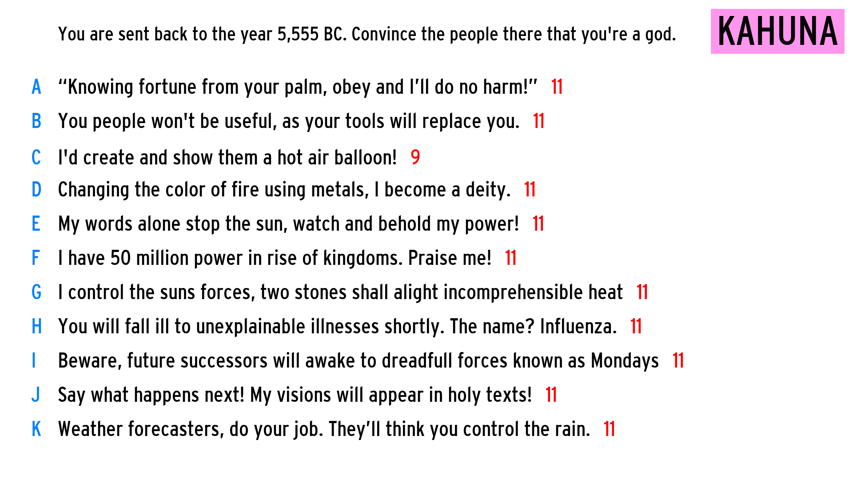 You are sent back to the year 5,555 BC. Convince the people there that you're a god.
KAHUNA
A “Knowing fortune from your palm, obey and I’ll do no harm!” 11
B You people won't be useful, as your tools will replace you. 11
C I'd create and show them a hot air balloon! 9
D Changing the color of fire using metals, I become a deity. 11
E My words alone stop the sun, watch and behold my power! 11
F I have 50 million power in rise of kingdoms. Praise me! 11
G I control the suns forces, two stones shall alight incomprehensible heat 11
H You will fall ill to unexplainable illnesses shortly. The name? Influenza. 11
I Beware, future successors will awake to dreadfull forces known as Mondays 11
J Say what happens next! My visions will appear in holy texts! 11
K Weather forecasters, do your job. They’ll think you control the rain. 11